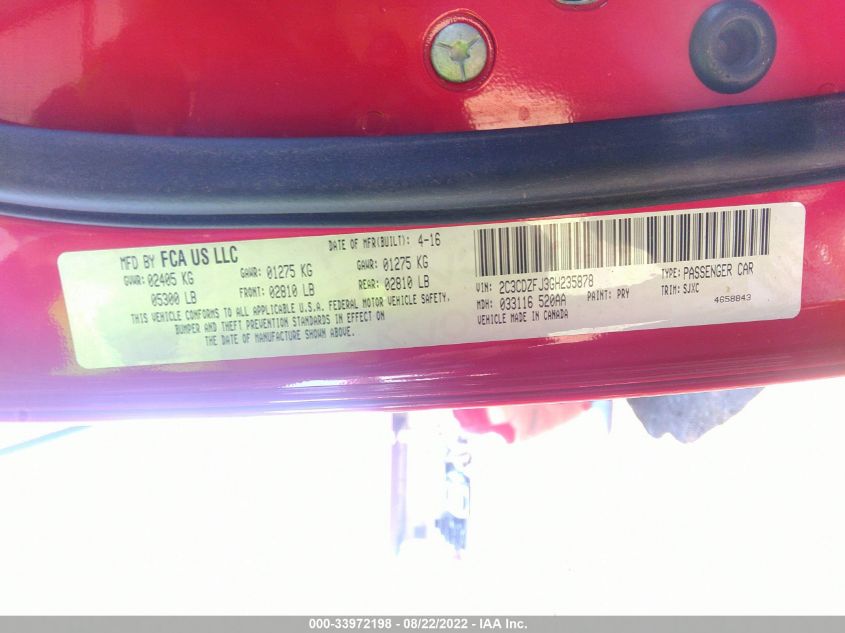 MFD BY FCA US LLC
DATE OF MFR(BUILT): 4-16
GVWR: 02405 KG
GAWR: 01275 KG
GAWR: 01275 KG
05300 LB
FRONT: 02810 LB
REAR: 02810 LB
THIS VEHICLE CONFORMS TO ALL APPLICABLE U.S.A. FEDERAL MOTOR VEHICLE SAFETY,
BUMPER AND THEFT PREVENTION STANDARDS IN EFFECT ON
THE DATE OF MANUFACTURE SHOWN ABOVE.
VIN: 2C3CDZFJ3GH235878
TYPE: PASSENGER CAR
MDH: 033116 520AA
PAINT: PRY
TRIM: SJXC
VEHICLE MADE IN CANADA
4658843
000-33972198 - 08/22/2022 - IAA Inc.